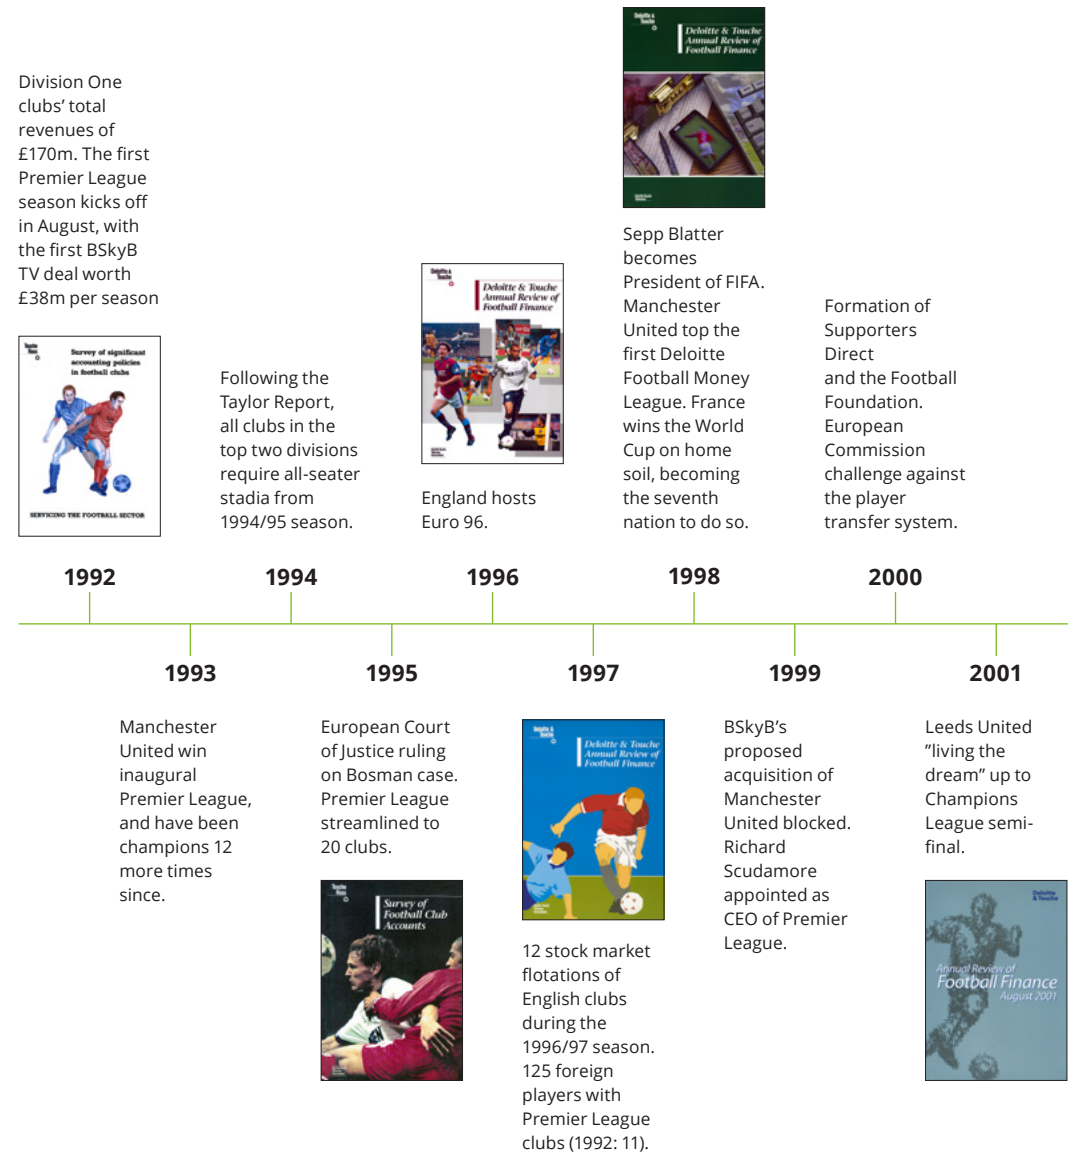 Deloitte &
Touche
Deloitte & Touche
Annual Review of
Football Finance
Division One
clubs’ total
revenues of
£170m. The first
Premier League
season kicks off
in August, with
the first BSkyB
TV deal worth
£38m per season
Touche
Ross
Survey of significant
accounting policies
in football clubs
SERVICING THE FOOTBALL SECTOR
1992
Following the
Taylor Report,
all clubs in the
top two divisions
require all-seater
stadia from
1994/95 season.
1994
Deloitte &
Touche
Deloitte & Touche
Annual Review of
Football Finance
England hosts
Euro 96.
1996
Sepp Blatter
becomes
President of FIFA.
Manchester
United top the
first Deloitte
Football Money
League. France
wins the World
Cup on home
soil, becoming
the seventh
nation to do so.
1998
Formation of
Supporters
Direct
and the Football
Foundation.
European
Commission
challenge against
the player
transfer system.
2000
1993
Manchester
United win
inaugural
Premier League,
and have been
champions 12
more times
since.
1995
European Court
of Justice ruling
on Bosman case.
Premier League
streamlined to
20 clubs.
Touche
Ross
Survey of
Football Club
Accounts
1997
Deloitte &
Touche
Deloitte & Touche
Annual Review of
Football Finance
12 stock market
flotations of
English clubs
during the
1996/97 season.
125 foreign
players with
Premier League
clubs (1992: 11).
1999
BSkyB’s
proposed
acquisition of
Manchester
United blocked.
Richard
Scudamore
appointed as
CEO of Premier
League.
2001
Leeds United
”living the
dream” up to
Champions
League semi-
final.
Deloitte
& Touche
Annual Review of
Football Finance
August 2001